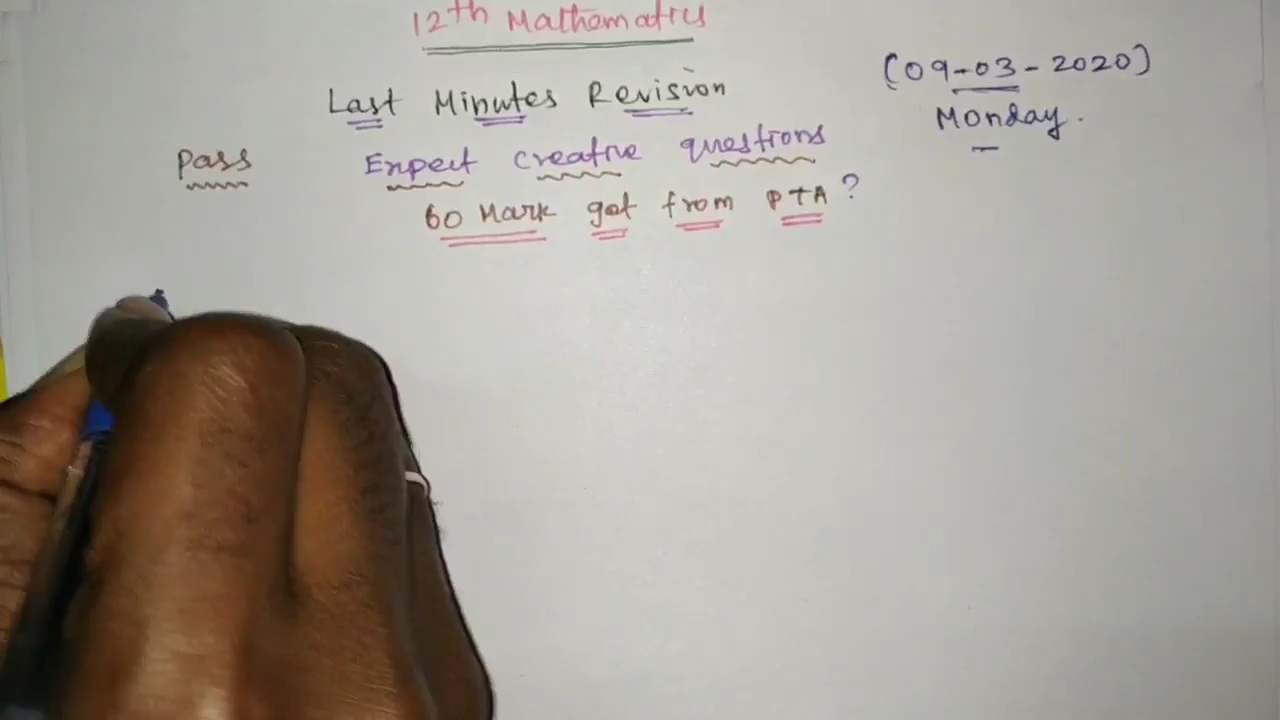 12th Mathematics
Last Minutes Revision
(09-03-2020)
Monday.
Pass
Expect creative questions
60 Mark get from PTA?